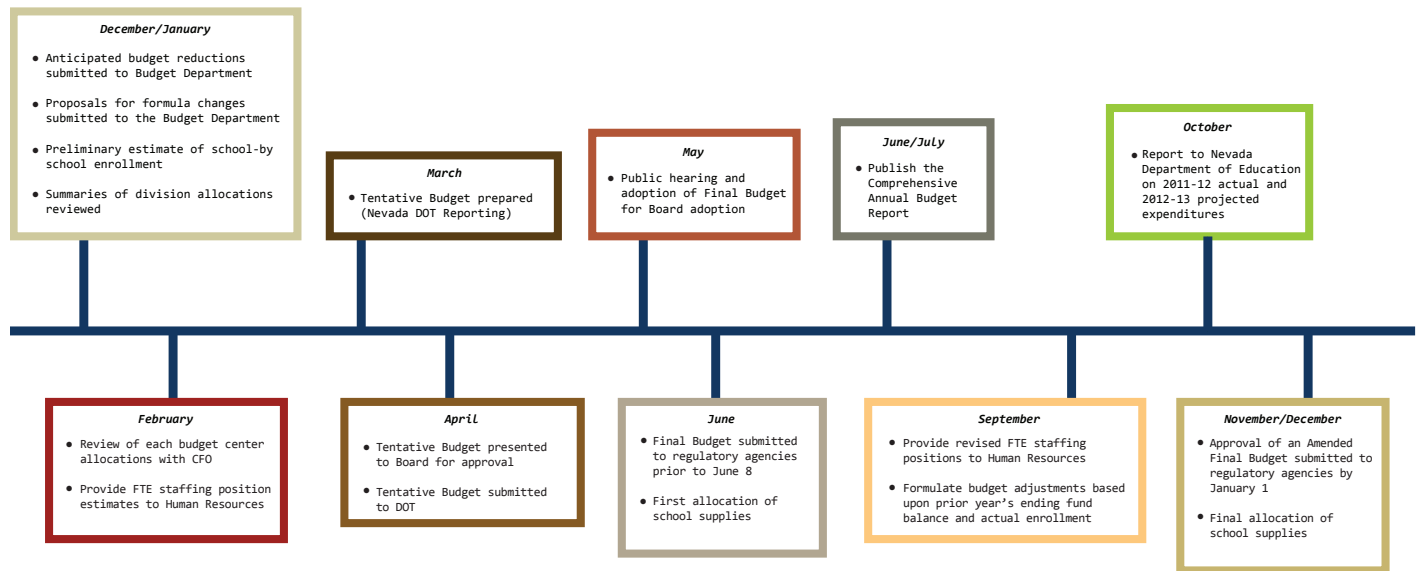 December/January
• Anticipated budget reductions
submitted to Budget Department
• Proposals for formula changes
submitted to the Budget Department
• Preliminary estimate of school-by
school enrollment
• Summaries of division allocations
reviewed
March
• Tentative Budget prepared
(Nevada DOT Reporting)
May
• Public hearing and
adoption of Final Budget
for Board adoption
June/July
• Publish the
Comprehensive
Annual Budget
Report
October
• Report to Nevada
Department of Education
on 2011-12 actual and
2012-13 projected
expenditures
February
• Review of each budget center
allocations with CFO
• Provide FTE staffing position
estimates to Human Resources
April
• Tentative Budget presented
to Board for approval
• Tentative Budget submitted
to DOT
June
• Final Budget submitted
to regulatory agencies
prior to June 8
• First allocation of
school supplies
September
• Provide revised FTE staffing
positions to Human Resources
• Formulate budget adjustments based
upon prior year’s ending fund
balance and actual enrollment
November/December
• Approval of an Amended
Final Budget submitted to
regulatory agencies by
January 1
• Final allocation of
school supplies